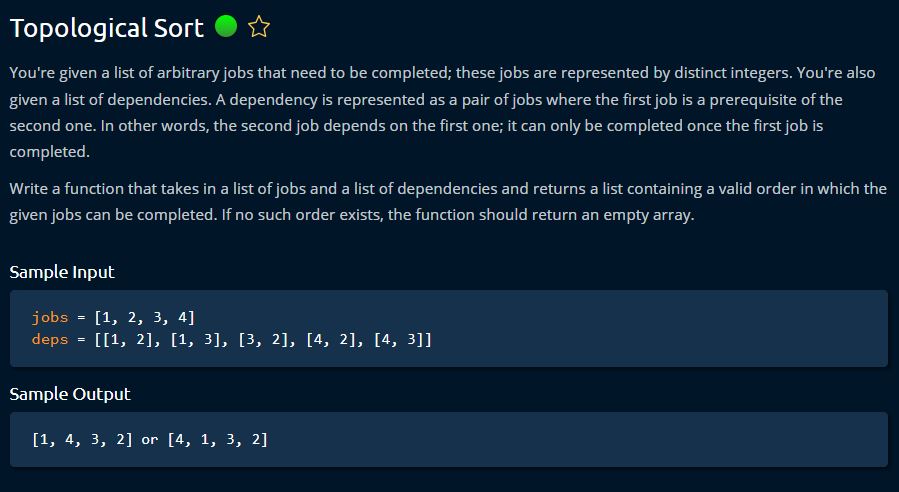 Topological Sort
You're given a list of arbitrary jobs that need to be completed; these jobs are represented by distinct integers. You're also
given a list of dependencies. A dependency is represented as a pair of jobs where the first job is a prerequisite of the
second one. In other words, the second job depends on the first one; it can only be completed once the first job is
completed.
Write a function that takes in a list of jobs and a list of dependencies and returns a list containing a valid order in which the
given jobs can be completed. If no such order exists, the function should return an empty array.
Sample Input
jobs = [1, 2, 3, 4]
deps = [[1, 2], [1, 3], [3, 2], [4, 2], [4, 3]]
Sample Output
[1, 4, 3, 2] or [4, 1, 3, 2]